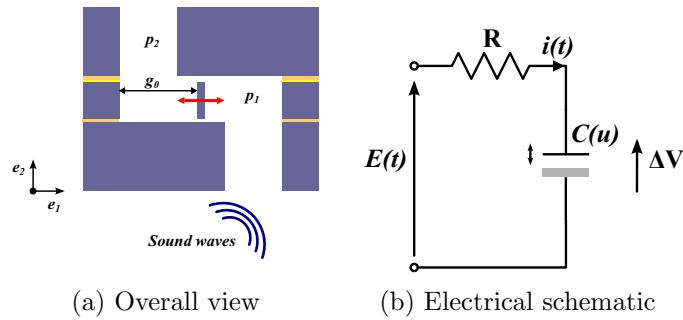 p2
g0
p1
e2
e1
Sound waves
(a) Overall view
R
i(t)
C(u)
E(t)
ΔV
(b) Electrical schematic